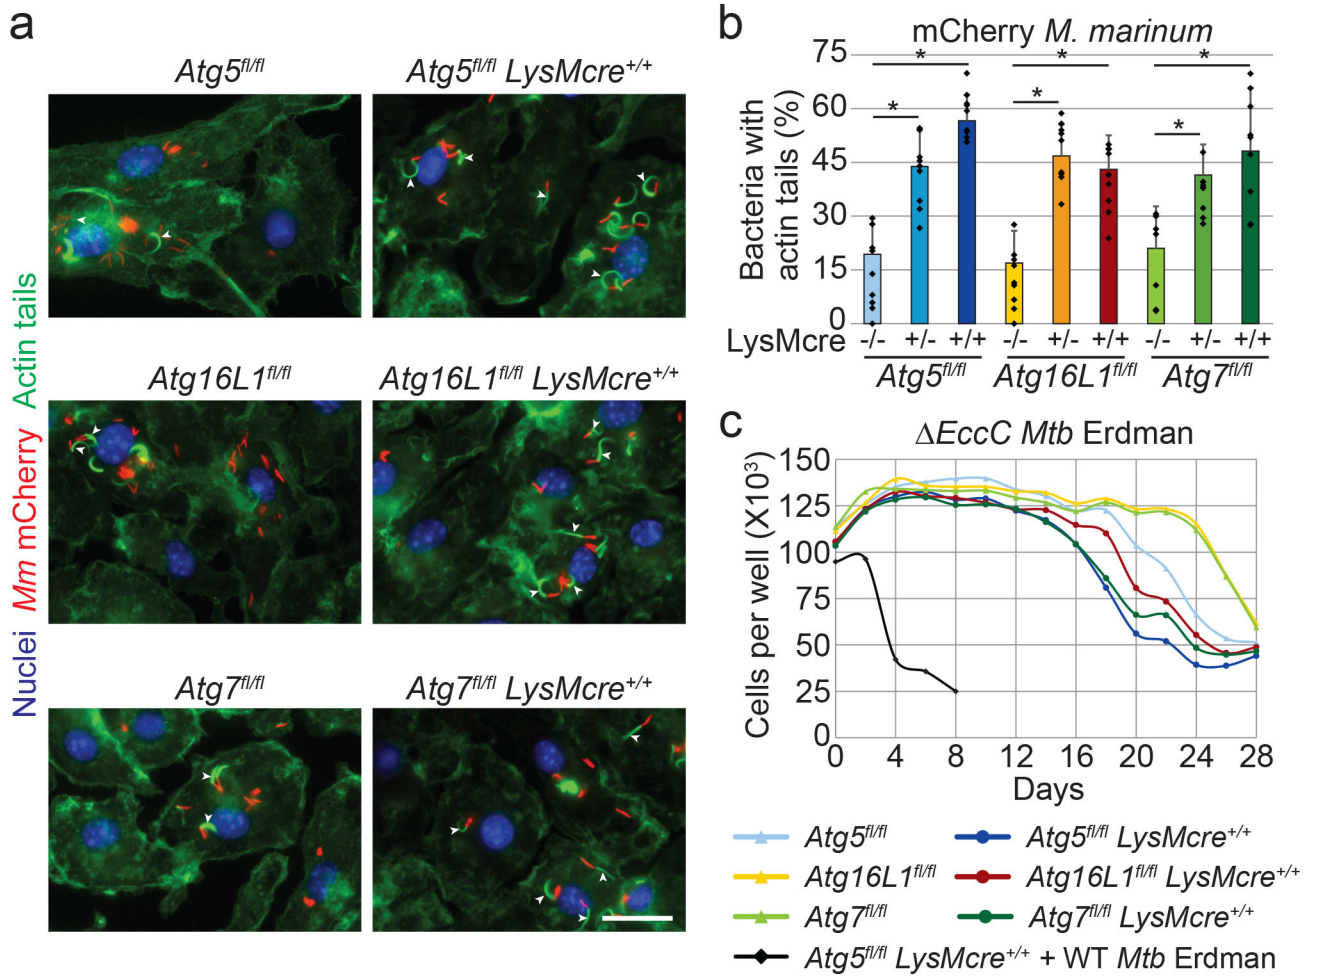 a
Atg5fl/fl
Atg5fl/fl LysMcre+/+
Atg16L1fl/fl
Atg16L1fl/fl LysMcre+/+
Atg7fl/fl
Atg7fl/fl LysMcre+/+
Nuclei Mm mCherry Actin tails
b
mCherry M. marinum
Bacteria with
actin tails (%)
75
60
45
30
15
0
* * * * * *
LysMcre -/- +/- +/+ -/- +/- +/+ -/- +/- +/+
Atg5fl/fl Atg16L1fl/fl Atg7fl/fl
c
ΔEccC Mtb Erdman
Cells per well (X10³)
150
125
100
75
50
25
0
0 4 8 12 16 20 24 28
Days
Atg5fl/fl Atg5fl/fl LysMcre+/+
Atg16L1fl/fl Atg16L1fl/fl LysMcre+/+
Atg7fl/fl Atg7fl/fl LysMcre+/+
Atg5fl/fl LysMcre+/+ + WT Mtb Erdman